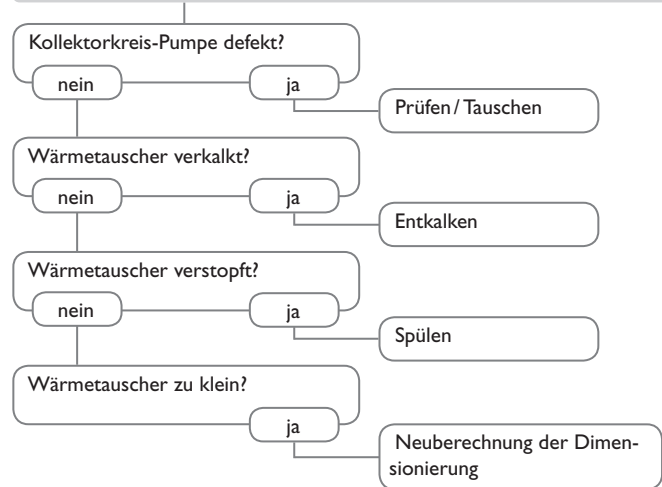 Kollektorkreis-Pumpe defekt?
nein
ja
Prüfen / Tauschen
Wärmetauscher verkalkt?
nein
ja
Entkalken
Wärmetauscher verstopft?
nein
ja
Spülen
Wärmetauscher zu klein?
ja
Neuberechnung der Dimen-
sionierung